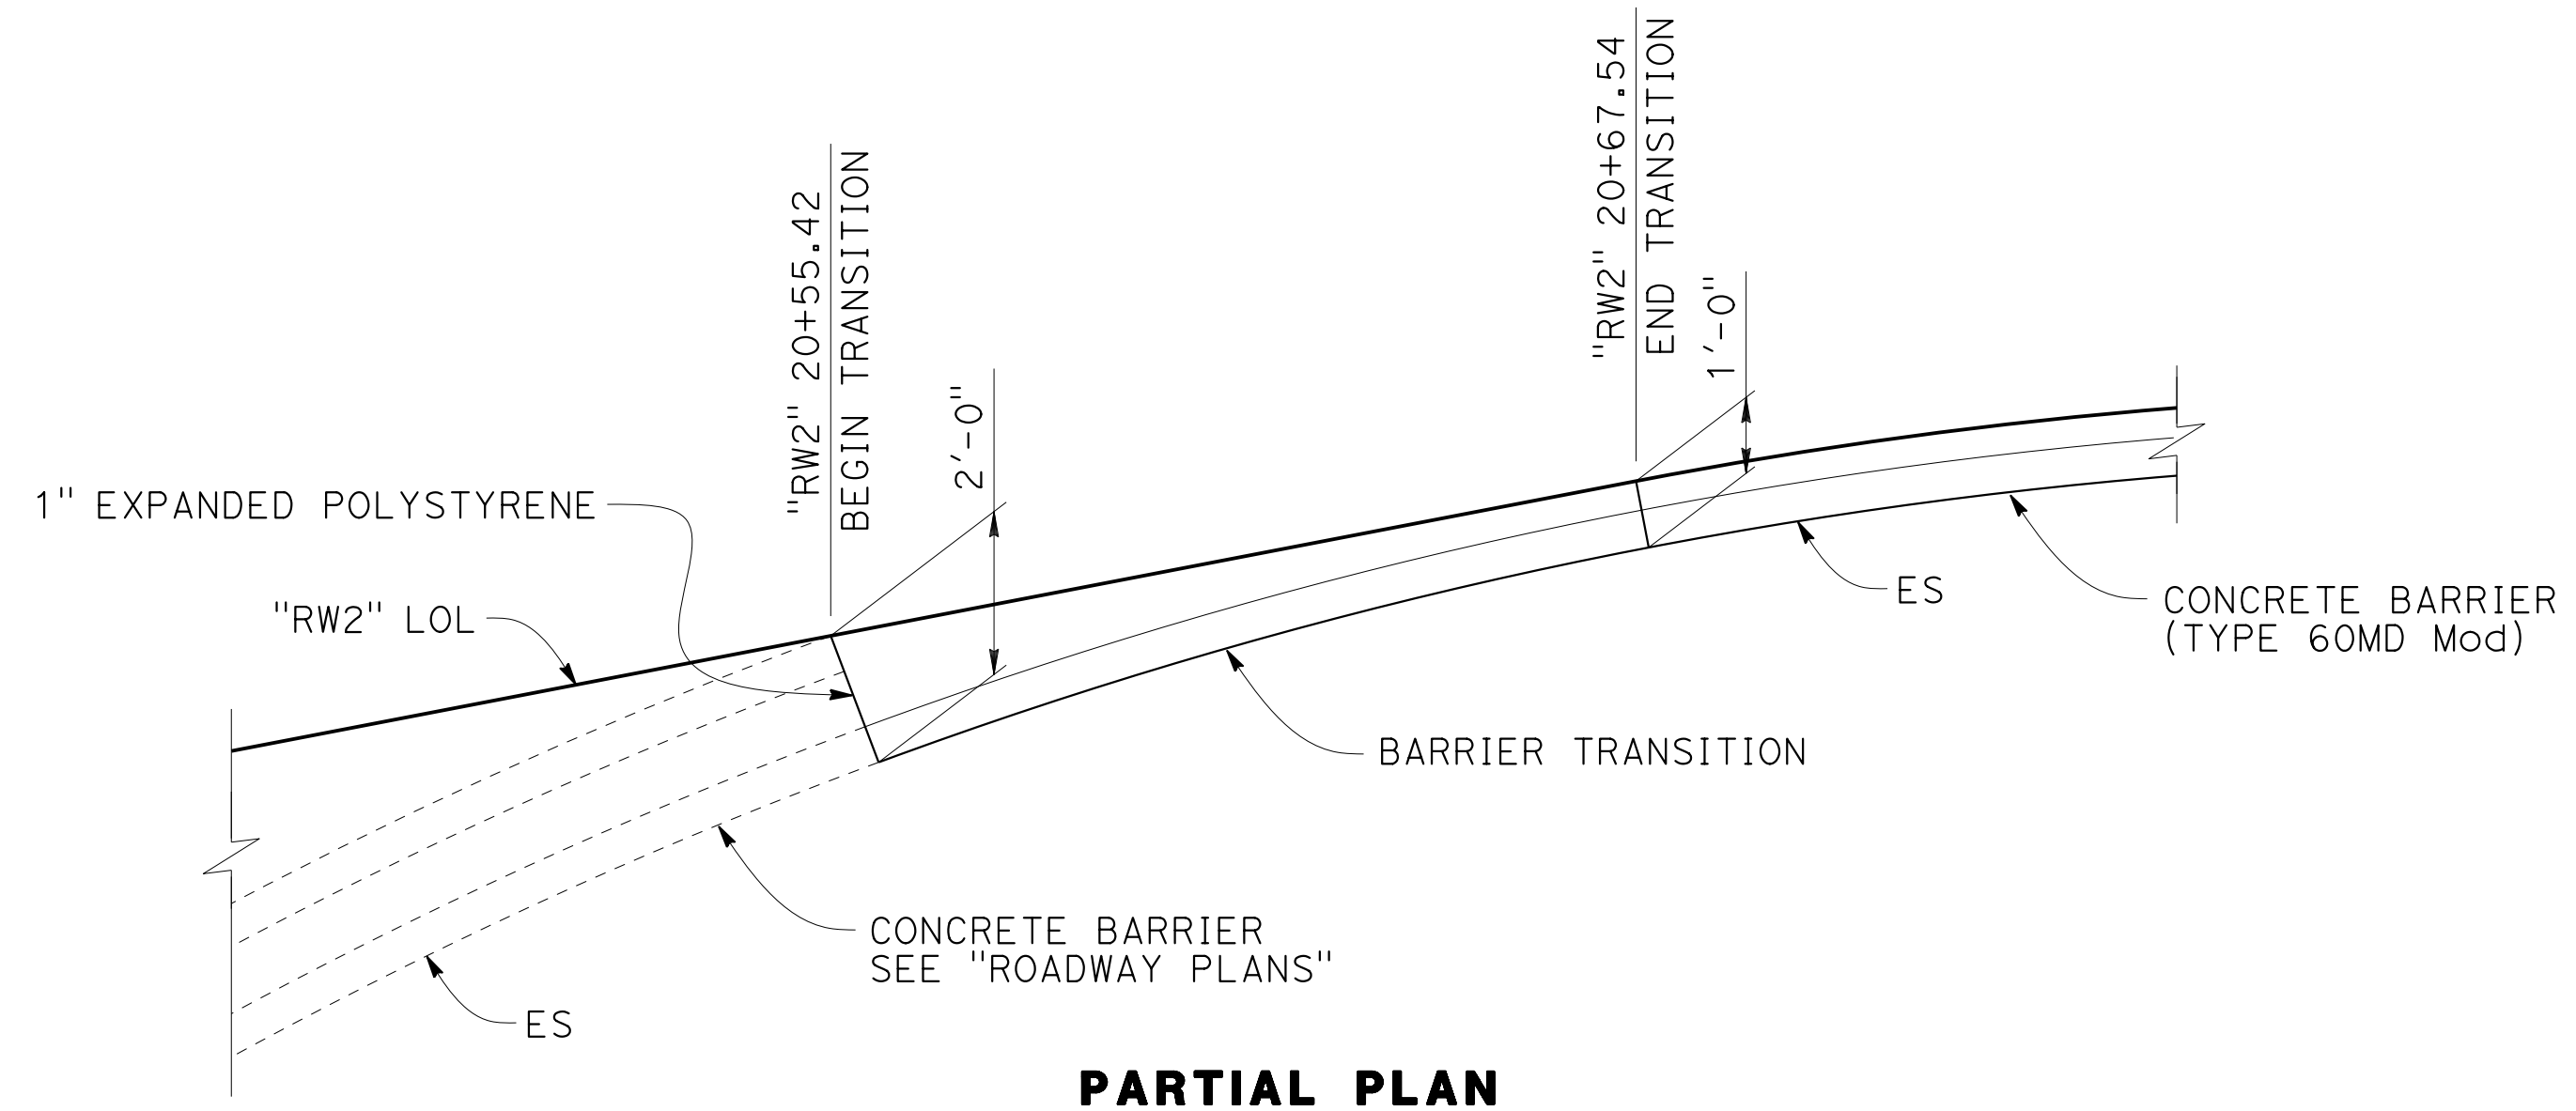 "RW2" 20+55.42
BEGIN TRANSITION
"RW2" 20+67.54
END TRANSITION
2'-0"
1'-0"
1" EXPANDED POLYSTYRENE
"RW2" LOL
ES
CONCRETE BARRIER
(TYPE 60MD Mod)
BARRIER TRANSITION
CONCRETE BARRIER
SEE "ROADWAY PLANS"
ES
PARTIAL PLAN